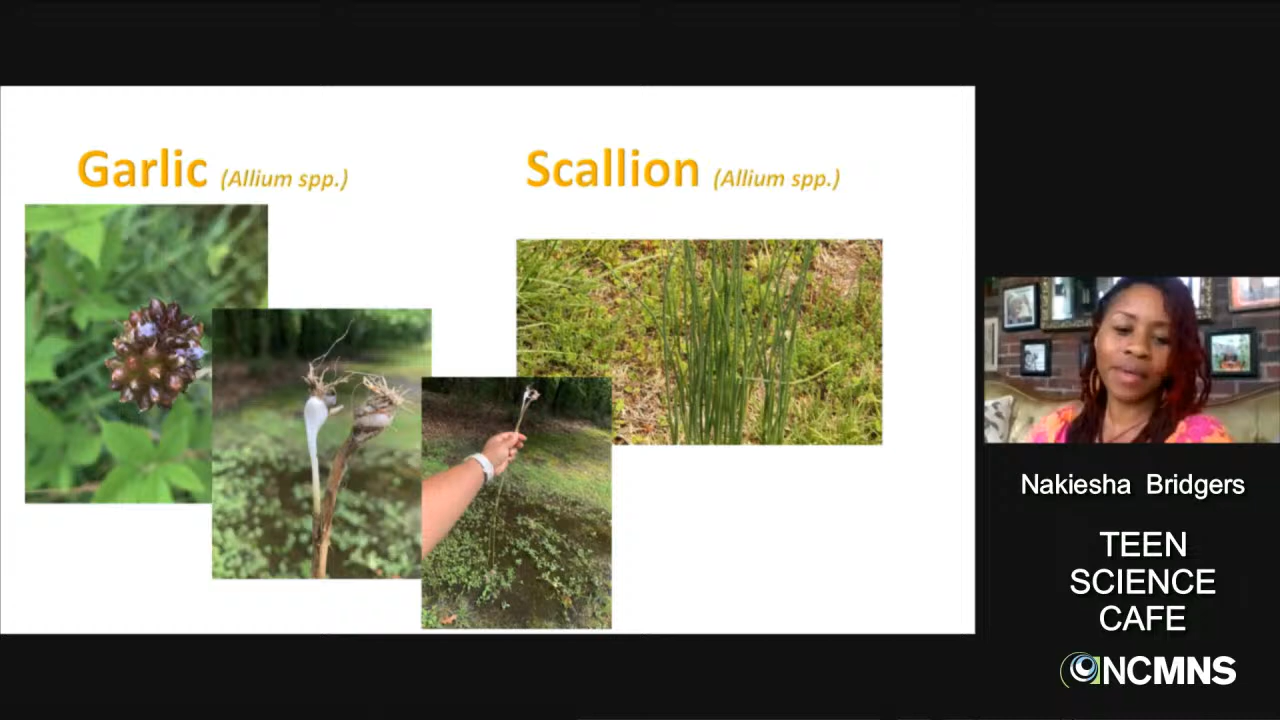 Garlic (Allium spp.)
Scallion (Allium spp.)
Nakiesha Bridgers
TEEN
SCIENCE
CAFE
NCMNS